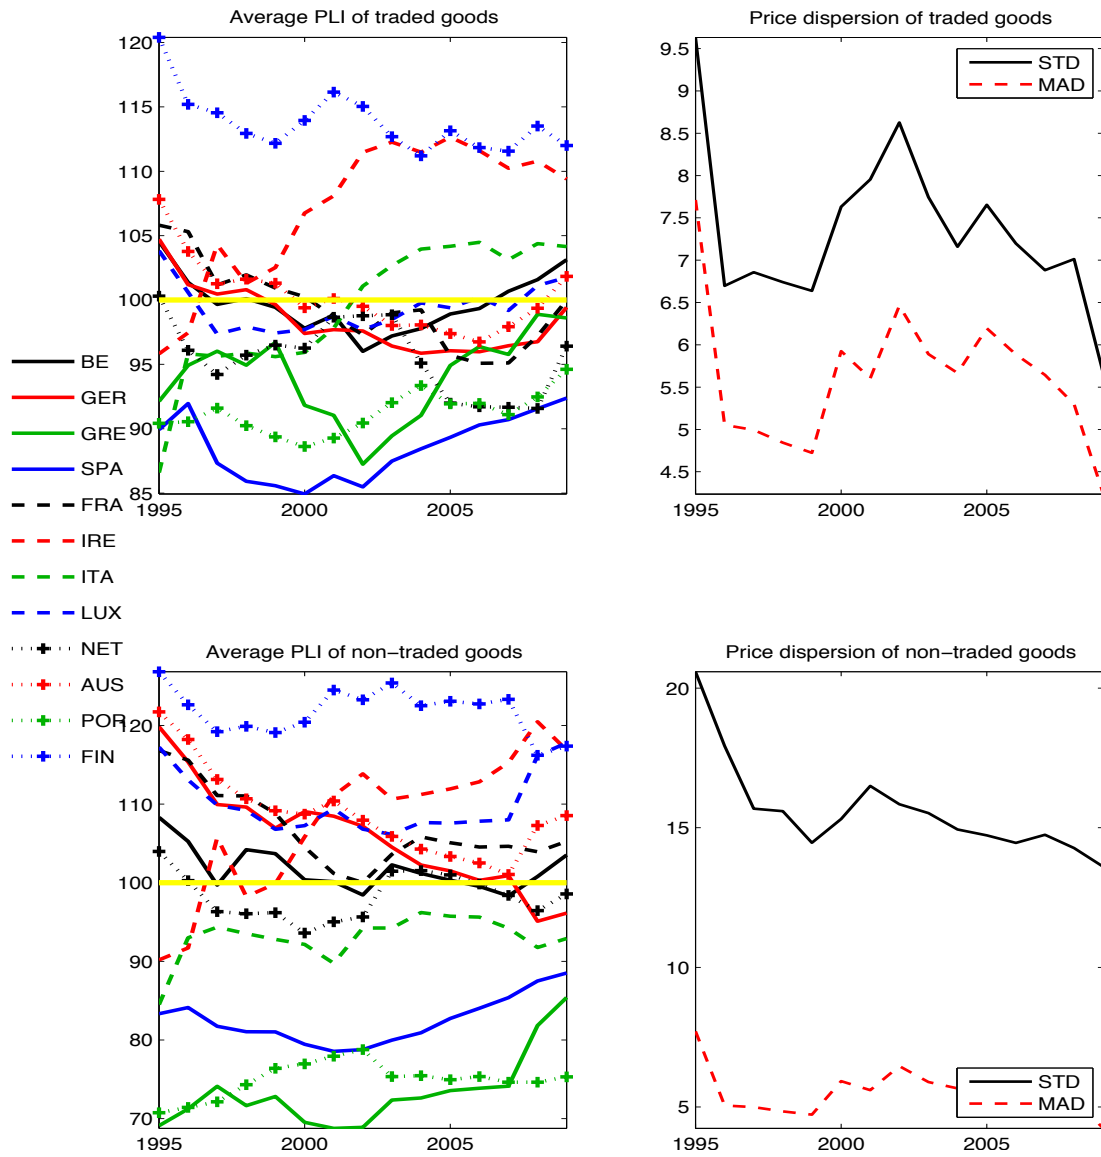 Average PLI of traded goods
120
115
110
105
100
95
90
85
1995
2000
2005
Price dispersion of traded goods
9.5
9
8.5
8
7.5
7
6.5
6
5.5
5
4.5
1995
2000
2005
STD
MAD
BE
GER
GRE
SPA
FRA
IRE
ITA
LUX
NET
AUS
POR
FIN
Average PLI of non-traded goods
120
110
100
90
80
70
1995
2000
2005
Price dispersion of non-traded goods
20
15
10
5
1995
2000
2005
STD
MAD